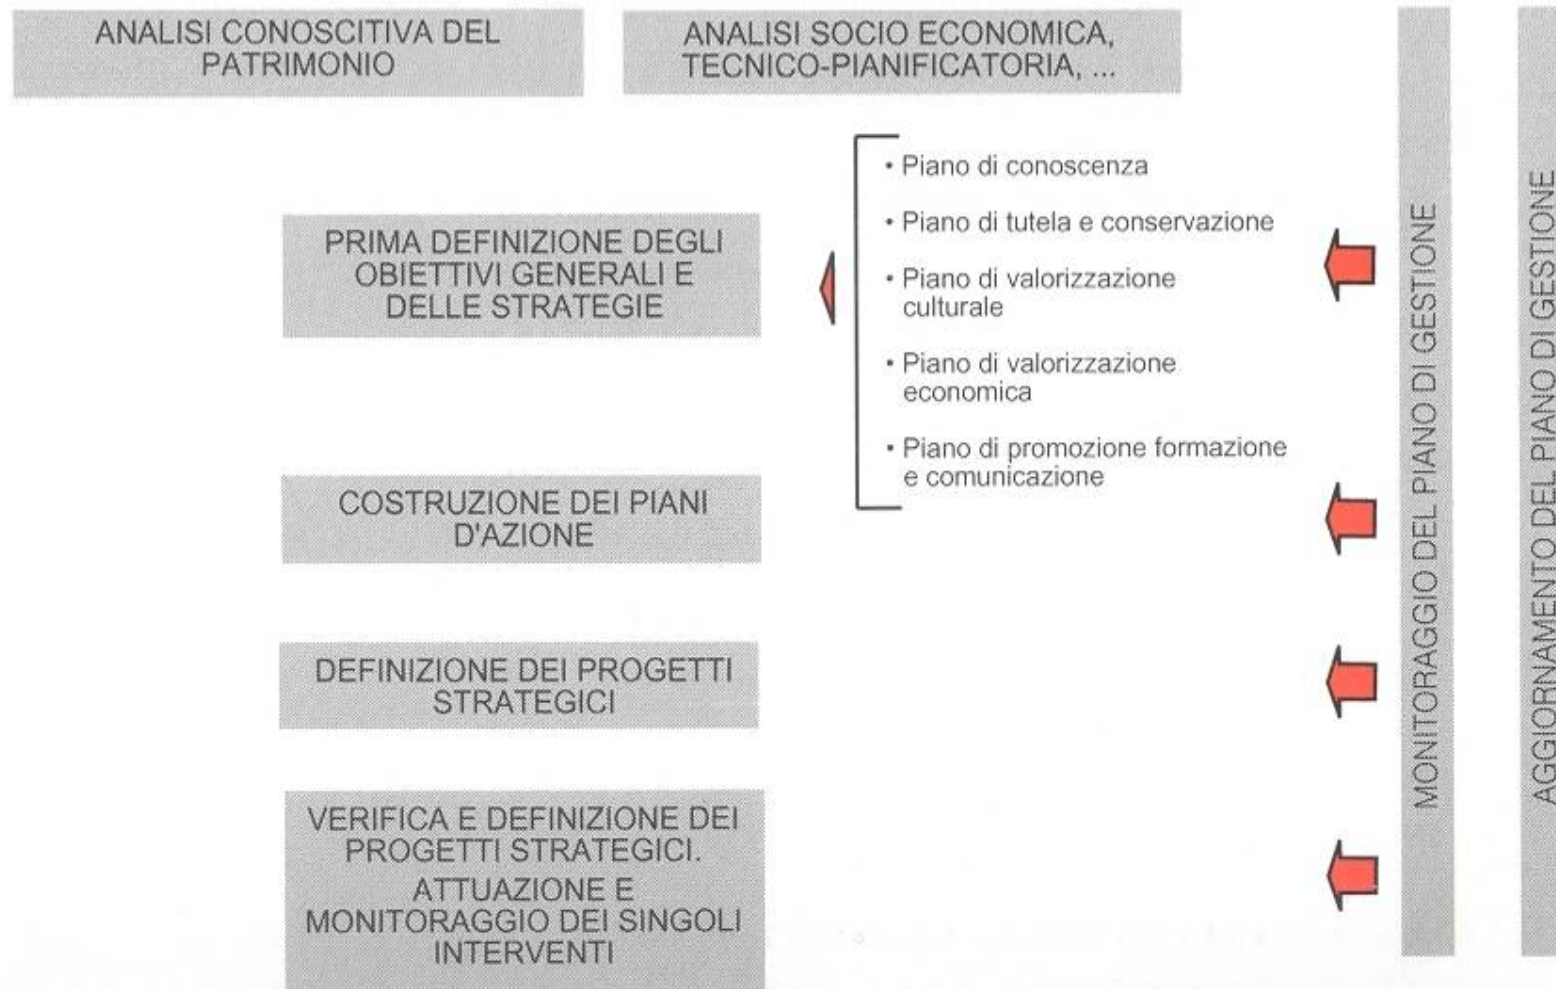 ANALISI CONOSCITIVA DEL
PATRIMONIO
ANALISI SOCIO ECONOMICA,
TECNICO-PIANIFICATORIA, ...
PRIMA DEFINIZIONE DEGLI
OBIETTIVI GENERALI E
DELLE STRATEGIE
• Piano di conoscenza
• Piano di tutela e conservazione
• Piano di valorizzazione
culturale
• Piano di valorizzazione
economica
• Piano di promozione formazione
e comunicazione
COSTRUZIONE DEI PIANI
D'AZIONE
DEFINIZIONE DEI PROGETTI
STRATEGICI
VERIFICA E DEFINIZIONE DEI
PROGETTI STRATEGICI.
ATTUAZIONE E
MONITORAGGIO DEI SINGOLI
INTERVENTI
MONITORAGGIO DEL PIANO DI GESTIONE
AGGIORNAMENTO DEL PIANO DI GESTIONE